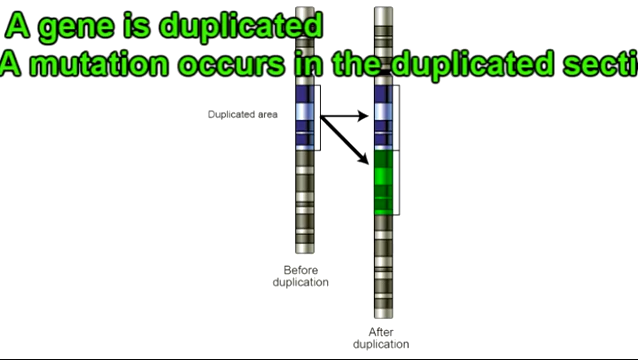 A gene is duplicated
A mutation occurs in the duplicated secti
Duplicated area
Before
duplication
After
duplication